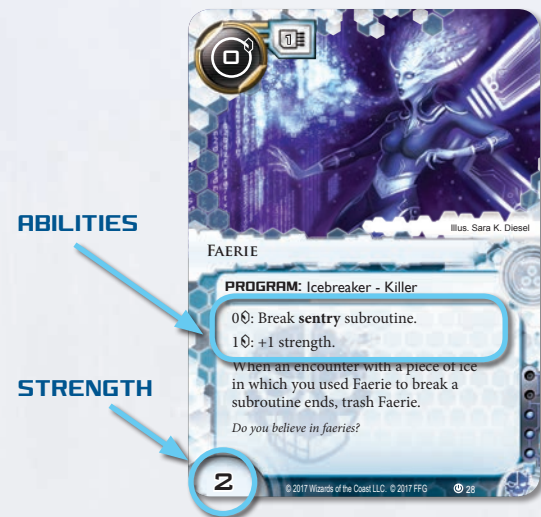 0
1
Illus. Sara K. Diesel
ABILITIES
FAERIE
PROGRAM: Icebreaker - Killer
0: Break sentry subroutine.
1: +1 strength.
When an encounter with a piece of ice
in which you used Faerie to break a
subroutine ends, trash Faerie.
STRENGTH
Do you believe in faeries?
2
© 2017 Wizards of the Coast LLC. © 2017 FFG 28